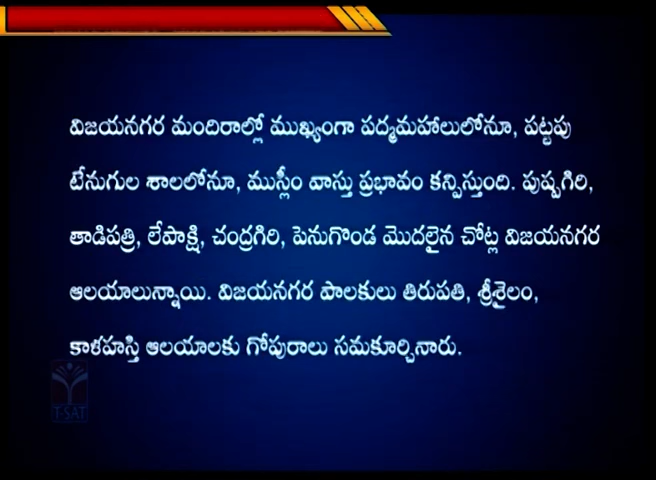 విజయనగర మందిరాల్లో ముఖ్యంగా పద్మమహాలులోనూ, పట్టపు
టేనుగుల శాలలోనూ, ముస్లీం వాస్తు ప్రభావం కన్పిస్తుంది. పుష్పగిరి,
తాడిపత్రి, లేపాక్షి, చంద్రగిరి, పెనుగొండ మొదలైన చోట్ల విజయనగర
ఆలయాలున్నాయి. విజయనగర పాలకులు తిరుపతి, శ్రీశైలం,
కాళహస్తి ఆలయాలకు గోపురాలు సమకూర్చినారు.
T-SAT